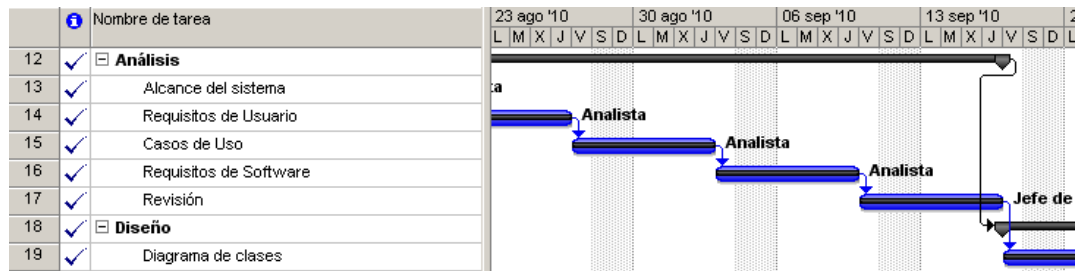 Nombre de tarea 23 ago '10 30 ago '10 06 sep '10 13 sep '10
L M X J V S D L M X J V S D L M X J V S D L M X J V S D L
12 Análisis
13 Alcance del sistema
14 Requisitos de Usuario Analista
15 Casos de Uso Analista
16 Requisitos de Software Analista
17 Revisión Jefe de
18 Diseño
19 Diagrama de clases